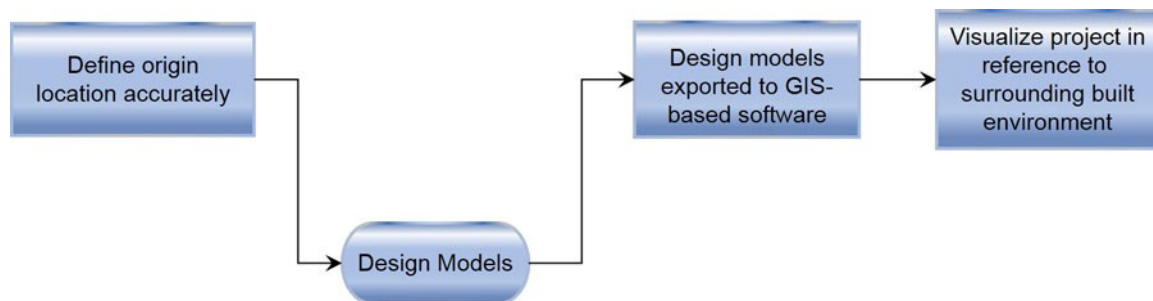 Define origin
location accurately
Design Models
Design models
exported to GIS-
based software
Visualize project in
reference to
surrounding built
environment